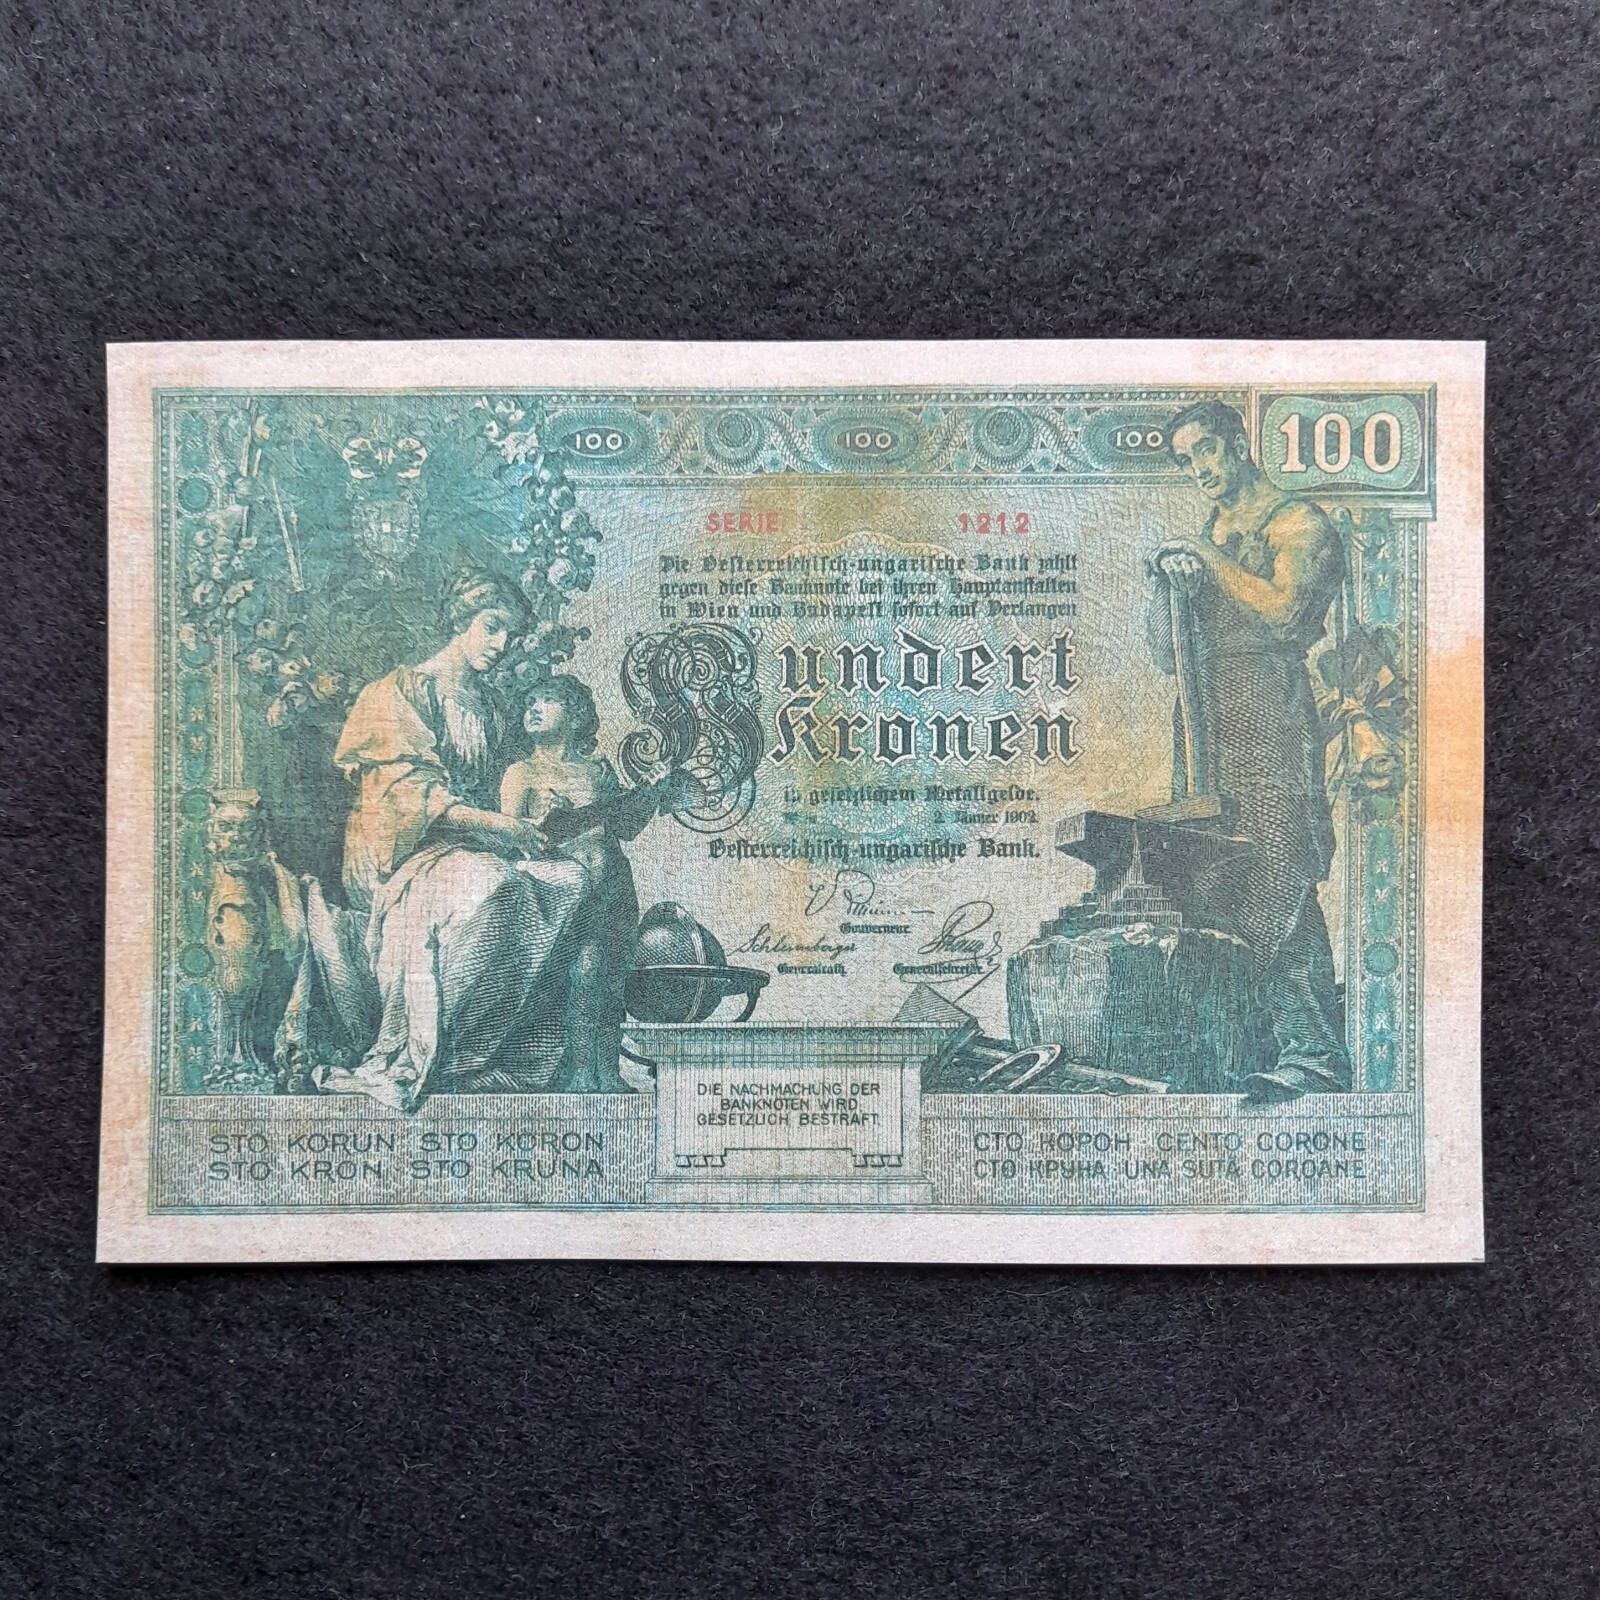 100 100 100 100
SERIE 1212
Die Oesterreichisch-ungarische Bank zahlt
gegen diese Banknote bei ihren Hauptanstalten
in Wien und Budapest sofort auf Verlangen
Hundert
Kronen
in gesetzlichem Metallgelde.
2. Jänner 1902.
Oesterreichisch-ungarische Bank.
Gouverneur.
Generalrath. Generalsekretär.
DIE NACHMACHUNG DER
BANKNOTEN WIRD
GESETZLICH BESTRAFT.
STO KORUN STO KORON
STO KRON STO KRUNA
СТО КОРОН CENTO CORONE
СТО КРУНА UNA SUTĂ COROANE